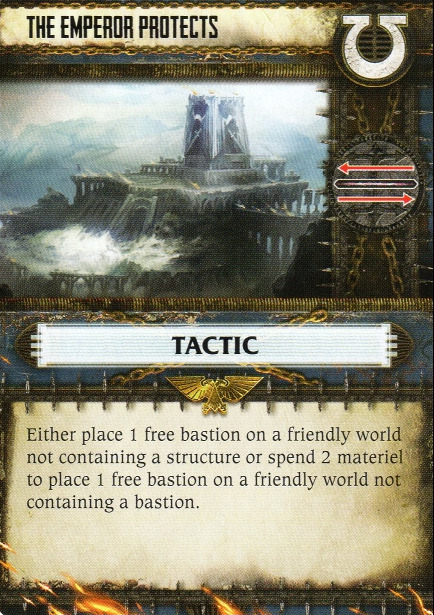 THE EMPEROR PROTECTS
TACTIC
Either place 1 free bastion on a friendly world
not containing a structure or spend 2 materiel
to place 1 free bastion on a friendly world not
containing a bastion.